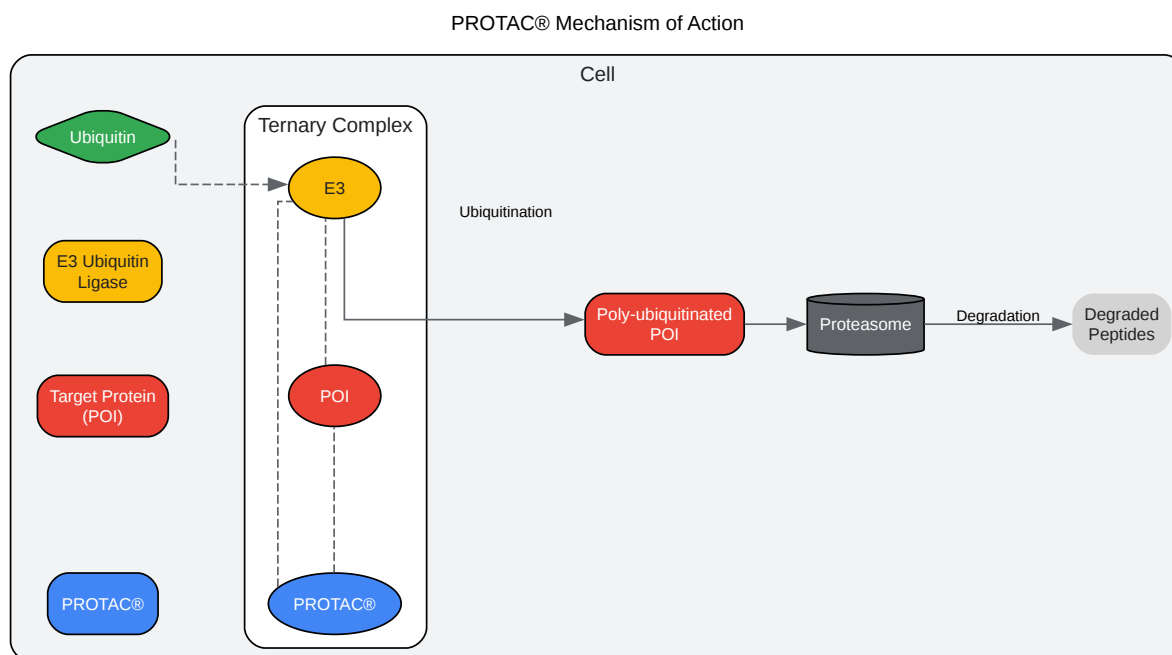 PROTAC® Mechanism of Action
Cell
Ubiquitin
Ternary Complex
E3
Ubiquitination
E3 Ubiquitin
Ligase
Poly-ubiquitinated
POI
Proteasome
Degradation
Degraded
Peptides
Target Protein
(POI)
POI
PROTAC®
PROTAC®